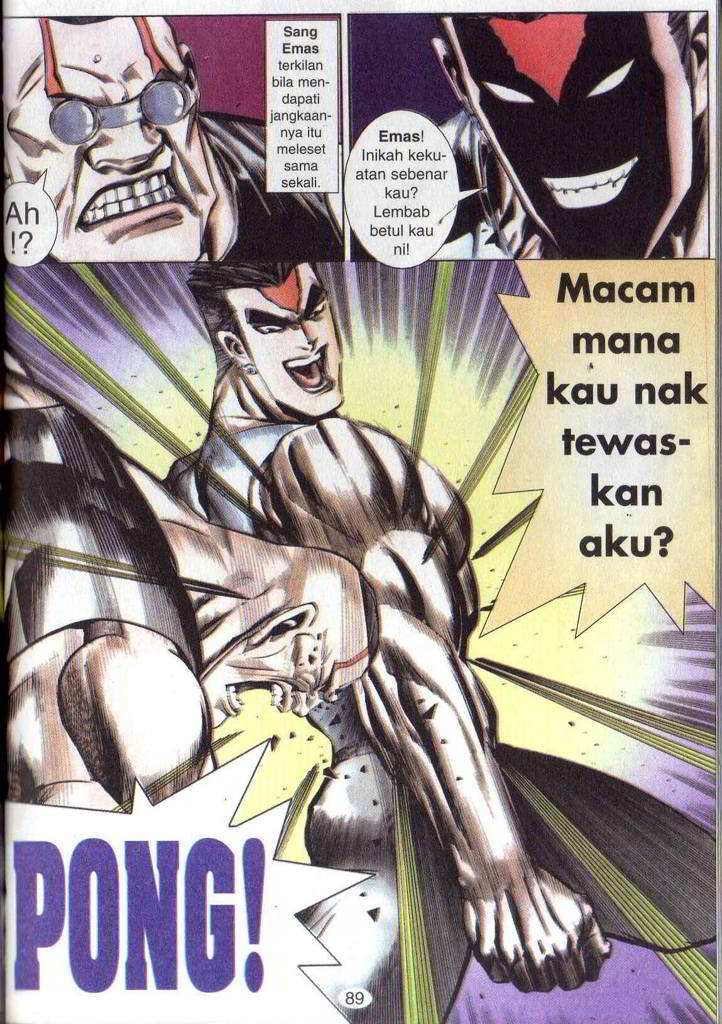 Sang
Emas
terkilan
bila men-
dapati
jangkaan-
nya itu
meleset
sama
sekali.
Ah
!?
Emas!
Inikah keku-
atan sebenar
kau?
Lembab
betul kau
ni!
Macam
mana
kau nak
tewas-
kan
aku?
PONG!
89